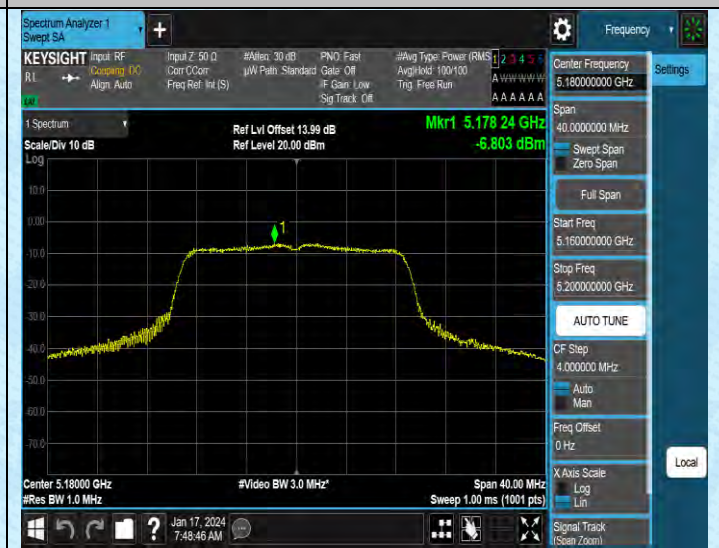 Spectrum Analyzer 1
Swept SA
+
Frequency
KEYSIGHT
RL
Input: RF
Coupling: DC
Align: Auto
Input Z: 50 Ω
Corr CCorr
Freq Ref: Int (S)
#Atten: 30 dB
µW Path: Standard
PNO: Fast
Gate: Off
IF Gain: Low
Sig Track: Off
#Avg Type: Power (RMS
Avg|Hold: 100/100
Trig: Free Run
1 2 3 4 5 6
A W W W W W
A A A A A A
Settings
Center Frequency
5.180000000 GHz
Span
40.0000000 MHz
Swept Span
Zero Span
Full Span
Start Freq
5.160000000 GHz
Stop Freq
5.200000000 GHz
AUTO TUNE
CF Step
4.000000 MHz
Auto
Man
Freq Offset
0 Hz
X Axis Scale
Log
Lin
Signal Track
(Span Zoom)
Local
1 Spectrum
Scale/Div 10 dB
Log
Ref Lvl Offset 13.99 dB
Ref Level 20.00 dBm
Mkr1 5.178 24 GHz
-6.803 dBm
10.0
0.00
-10.0
-20.0
-30.0
-40.0
-50.0
-60.0
-70.0
1
Center 5.18000 GHz
#Res BW 1.0 MHz
#Video BW 3.0 MHz*
Span 40.00 MHz
Sweep 1.00 ms (1001 pts)
?
Jan 17, 2024
7:48:46 AM